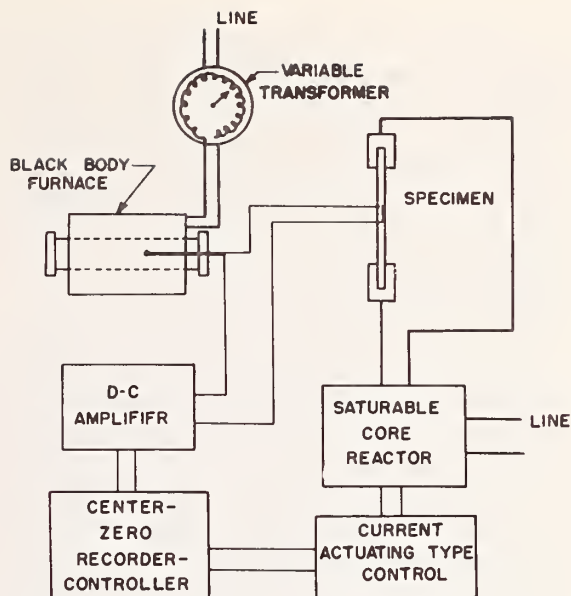 LINE
VARIABLE
TRANSFORMER
BLACK BODY
FURNACE
SPECIMEN
D-C
AMPLIFIFR
SATURABLE
CORE
REACTOR
LINE
CENTER-
ZERO
RECORDER-
CONTROLLER
CURRENT
ACTUATING TYPE
CONTROL